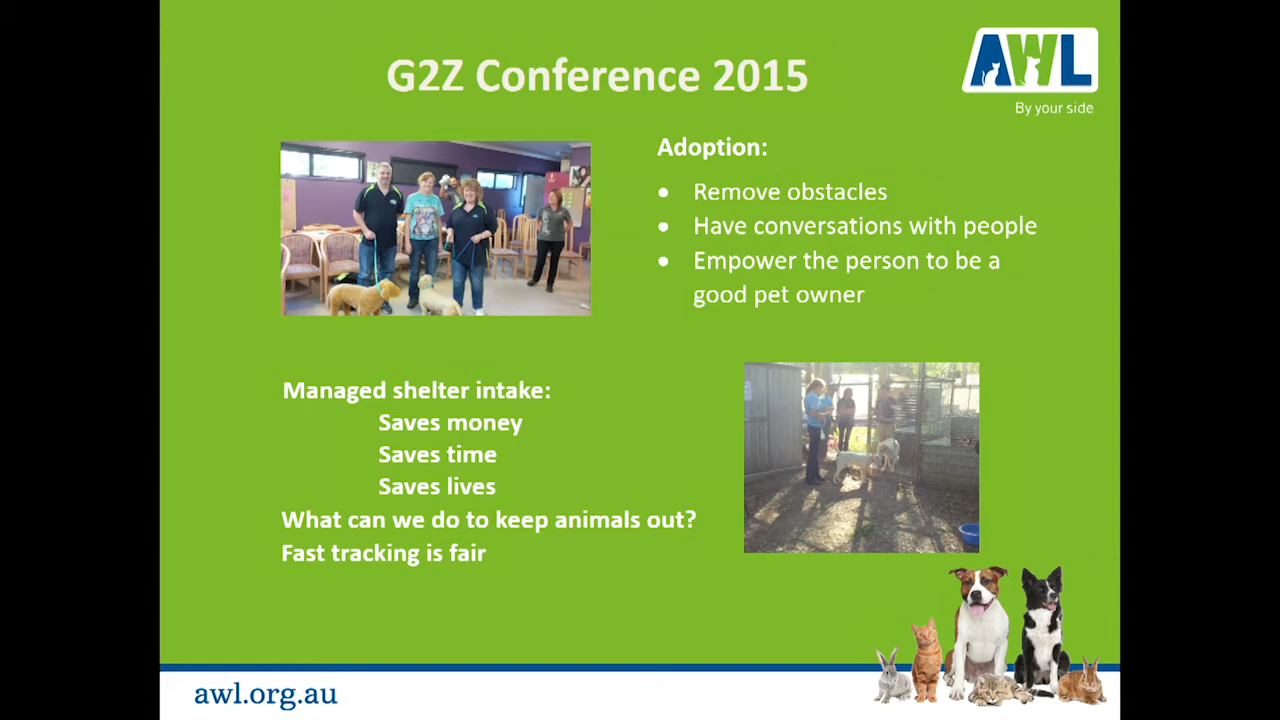 G2Z Conference 2015
AWL
By your side
Adoption:
• Remove obstacles
• Have conversations with people
• Empower the person to be a
good pet owner
Managed shelter intake:
Saves money
Saves time
Saves lives
What can we do to keep animals out?
Fast tracking is fair
awl.org.au